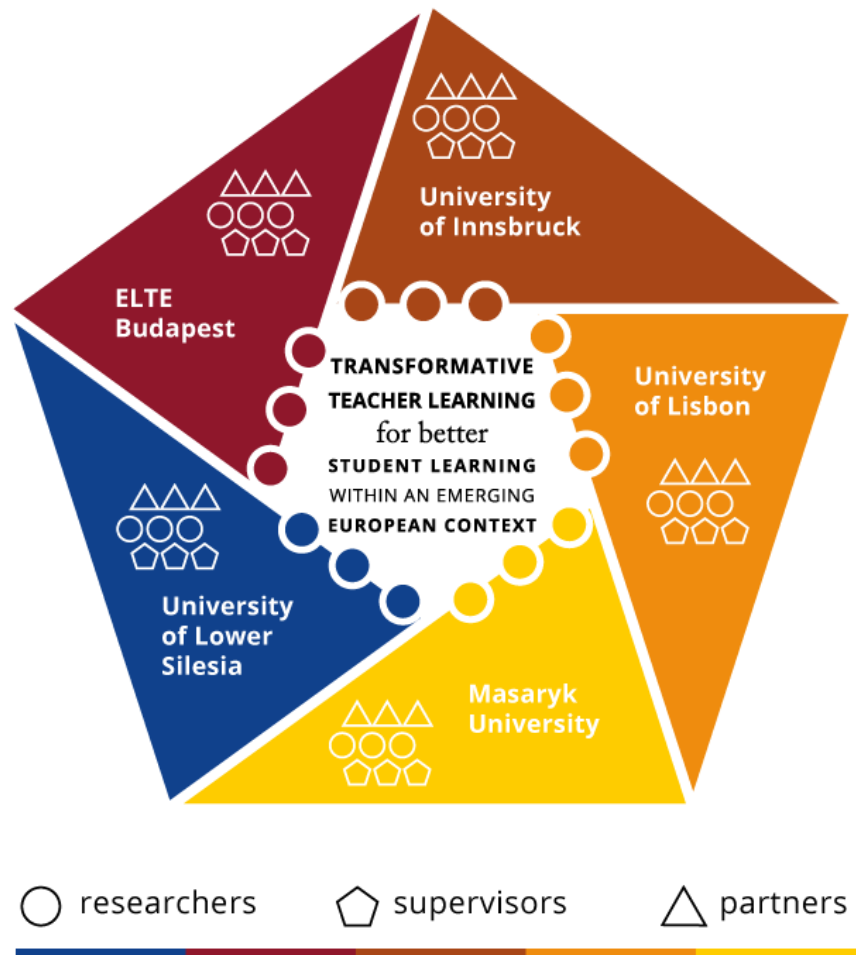 University
of Innsbruck
ELTE
Budapest
University
of Lisbon
TRANSFORMATIVE
TEACHER LEARNING
for better
STUDENT LEARNING
WITHIN AN EMERGING
EUROPEAN CONTEXT
University
of Lower
Silesia
Masaryk
University
researchers
supervisors
partners